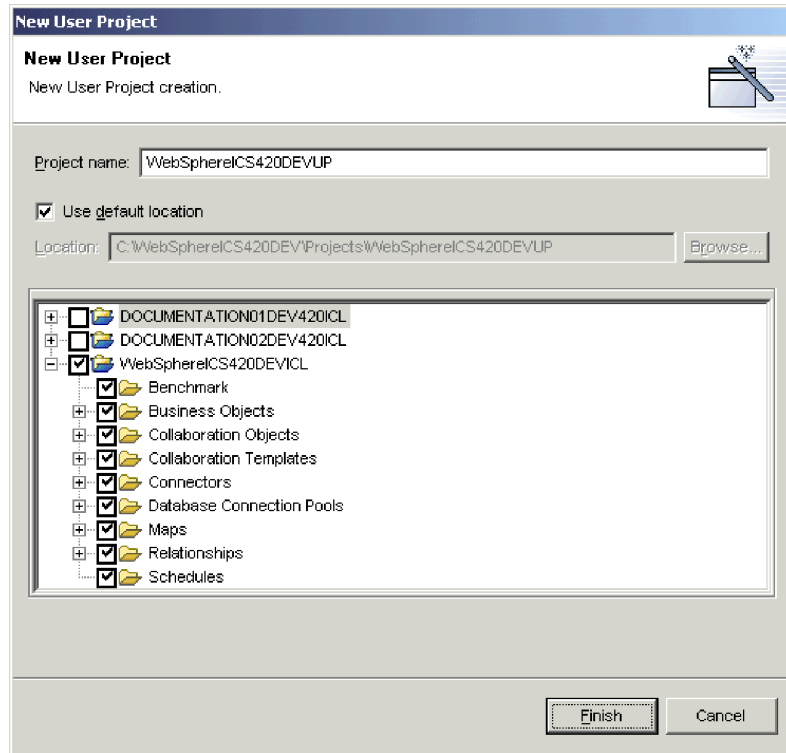 New User Project
New User Project
New User Project creation.
Project name: WebSphereICS420DEVUP
Use default location
Location: C:\WebSphereICS420DEV\Projects\WebSphereICS420DEVUP Browse...
DOCUMENTATION01DEV420ICL
DOCUMENTATION02DEV420ICL
WebSphereICS420DEVICL
Benchmark
Business Objects
Collaboration Objects
Collaboration Templates
Connectors
Database Connection Pools
Maps
Relationships
Schedules
Finish Cancel